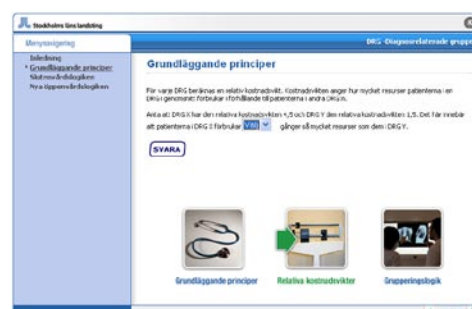 Stockholms läns landsting
Menynavigering
DRG -Diagnosrelaterade grupper
Inledning
Grundläggande principer
Slutenvårdslogiken
Nya öppenvårdslogiken
Grundläggande principer
För varje DRG beräknas en relativ kostnadsvikt. Kostnadsvikten anger hur mycket resurser patienterna i en
DRG i genomsnitt förbrukar i förhållande till patienterna i andra DRG:n.
Anta att DRG X har den relativa kostnadsvikten 4,5 och DRG Y den relativa kostnadsvikten 1,5. Det här innebär
att patienterna i DRG X förbrukar Välj gånger så mycket resurser som dem i DRG Y.
SVARA
Grundläggande principer
Relativa kostnadsvikter
Grupperingslogik